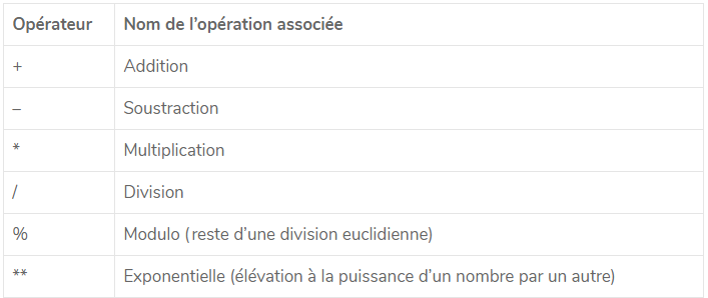 Opérateur Nom de l’opération associée
+ Addition
– Soustraction
* Multiplication
/ Division
% Modulo (reste d’une division euclidienne)
** Exponentielle (élévation à la puissance d’un nombre par un autre)